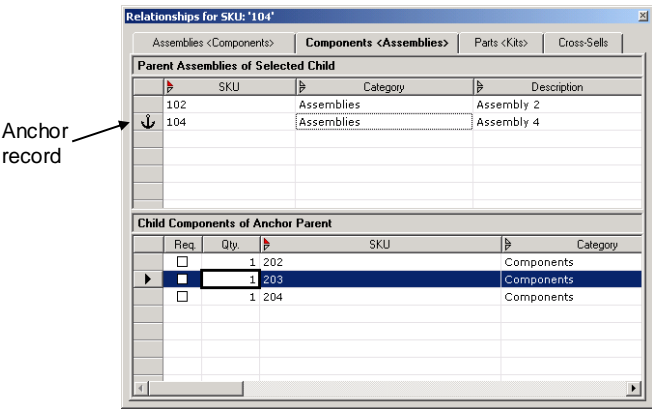 Relationships for SKU: '104'
Assemblies <Components> Components <Assemblies> Parts <Kits> Cross-Sells
Parent Assemblies of Selected Child
SKU Category Description
102 Assemblies Assembly 2
104 Assemblies Assembly 4
Anchor
record
Child Components of Anchor Parent
Req. Qty. SKU Category
1 202 Components
1 203 Components
1 204 Components